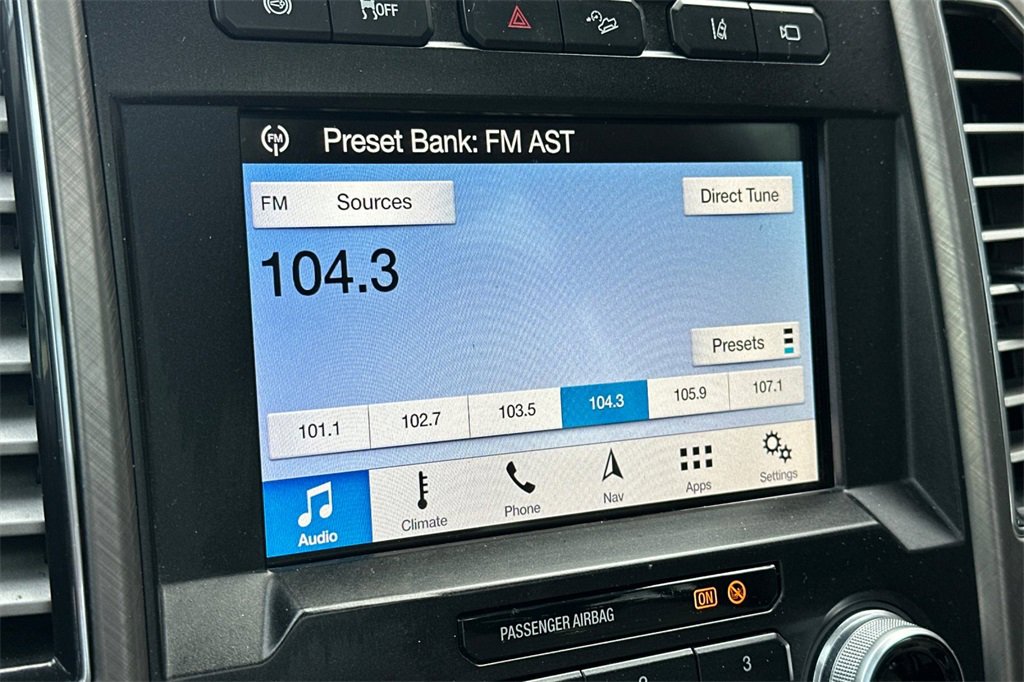 OFF
FM Preset Bank: FM AST
FM Sources
Direct Tune
104.3
Presets
101.1 102.7 103.5 104.3 105.9 107.1
Audio Climate Phone Nav Apps Settings
PASSENGER AIRBAG ON
3